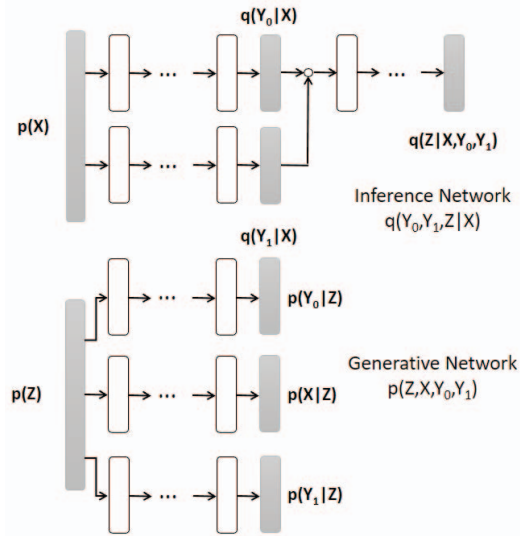 q(Y₀|X)
...
...
p(X)
q(Z|X,Y₀,Y₁)
...
Inference Network
q(Y₀,Y₁,Z|X)
q(Y₁|X)
...
p(Y₀|Z)
Generative Network
p(Z,X,Y₀,Y₁)
p(Z)
...
p(X|Z)
...
p(Y₁|Z)